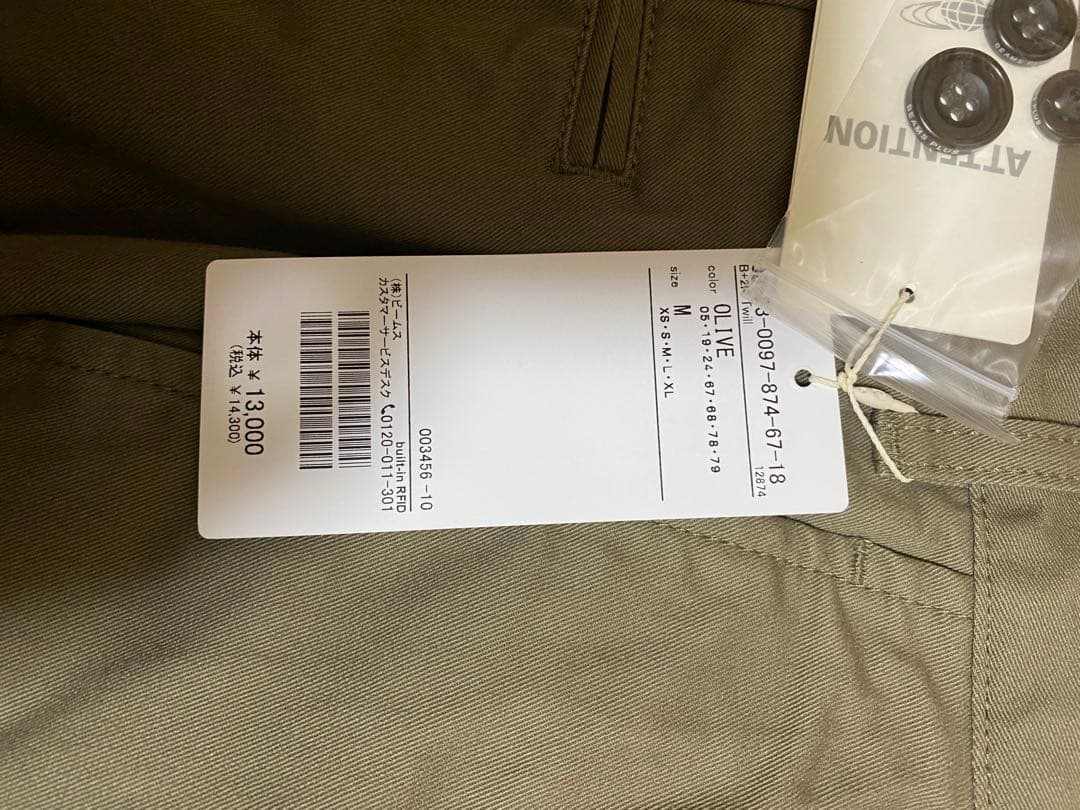 3-0097-874-67-18
12874
Twill
color OLIVE
05・19・24・67・68・78・79
size M
XS・S・M・L・XL
003456-10
built-in RFID
(株)ビームス
カスタマーサービスデスク 0120-011-301
本体 ¥ 13,000
(税込 ¥ 14,300)
ATTENTION
BEAMS PLUS
BEAMS
PLUS